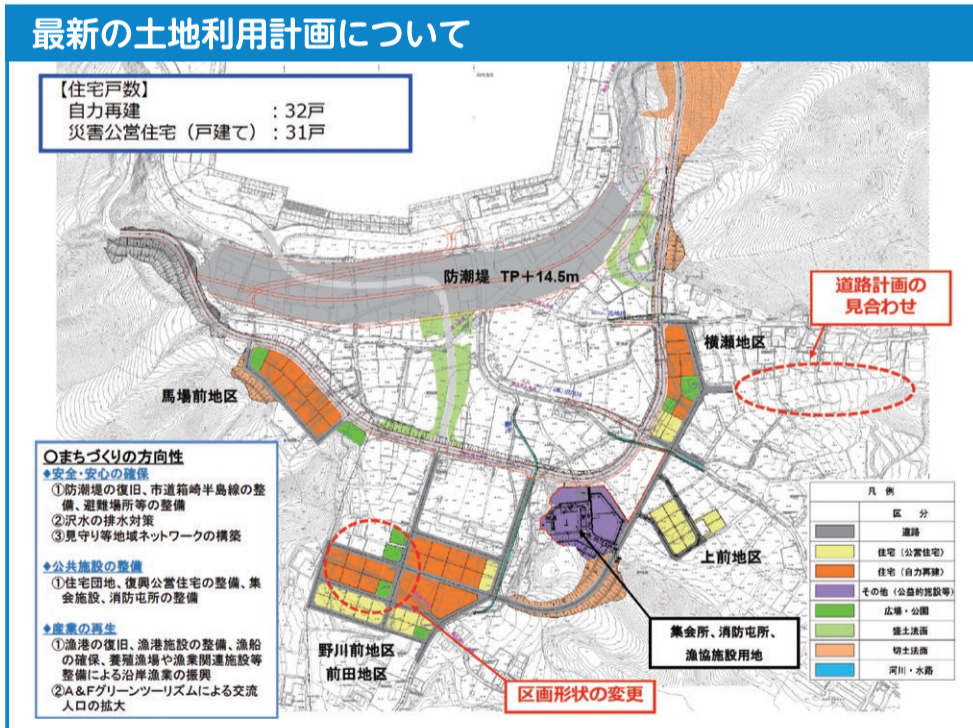 最新の土地利用計画について
【住宅戸数】
自力再建 :32戸
災害公営住宅(戸建て):31戸
防潮堤 TP+14.5m
道路計画の
見合わせ
横瀬地区
馬場前地区
○まちづくりの方向性
◆安全・安心の確保
①防潮堤の復旧、市道箱崎半島線の整
備、避難場所等の整備
②沢水の排水対策
③見守り等地域ネットワークの構築
◆公共施設の整備
①住宅団地、復興公営住宅の整備、集
会施設、消防屯所の整備
◆産業の再生
①漁港の復旧、漁港施設の整備、漁船
の確保、養殖漁場や漁業関連施設等
整備による沿岸漁業の振興
②A&Fグリーンツーリズムによる交流
人口の拡大
上前地区
集会所、消防屯所、
漁協施設用地
野川前地区
前田地区
区画形状の変更
凡 例
区 分
道路
住宅(公営住宅)
住宅(自力再建)
その他(公益的施設等)
広場・公園
盛土法面
切土法面
河川・水路